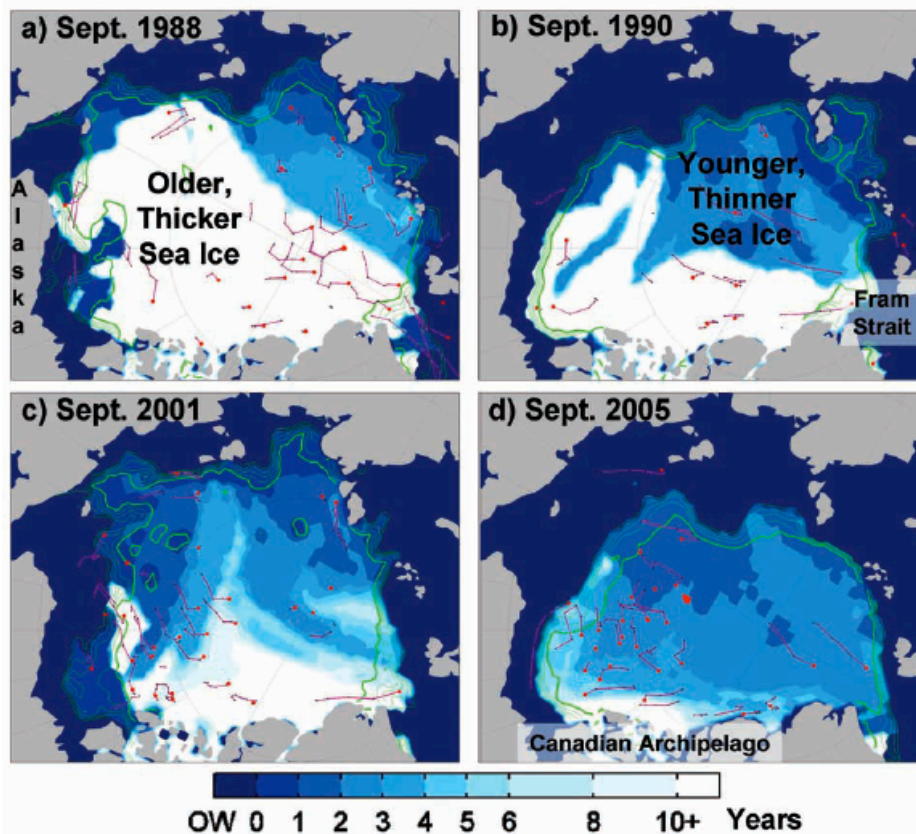 a) Sept. 1988
b) Sept. 1990
Alaska
Older,
Thicker
Sea Ice
Younger,
Thinner
Sea Ice
Fram
Strait
c) Sept. 2001
d) Sept. 2005
Canadian Archipelago
OW 0 1 2 3 4 5 6 8 10+ Years